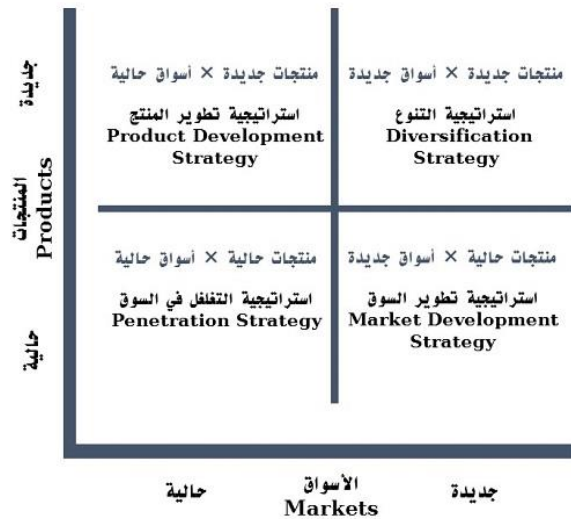 جديدة
المنتجات
Products
حالية
منتجات جديدة × أسواق حالية
استراتيجية تطوير المنتج
Product Development
Strategy
منتجات جديدة × أسواق جديدة
استراتيجية التنوع
Diversification
Strategy
منتجات حالية × أسواق حالية
استراتيجية التغلغل في السوق
Penetration Strategy
منتجات حالية × أسواق جديدة
استراتيجية تطوير السوق
Market Development
Strategy
حالية
الأسواق
Markets
جديدة